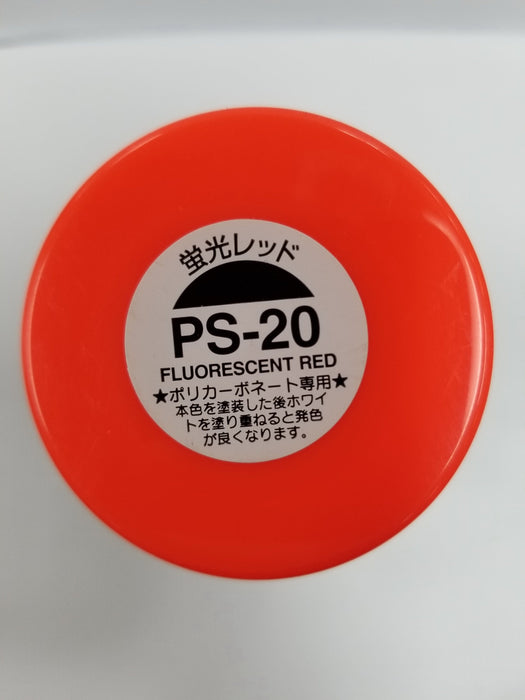 蛍光レッド
PS-20
FLUORESCENT RED
★ポリカーボネート専用★
本色を塗装した後ホワイ
トを塗り重ねると発色
が良くなります。